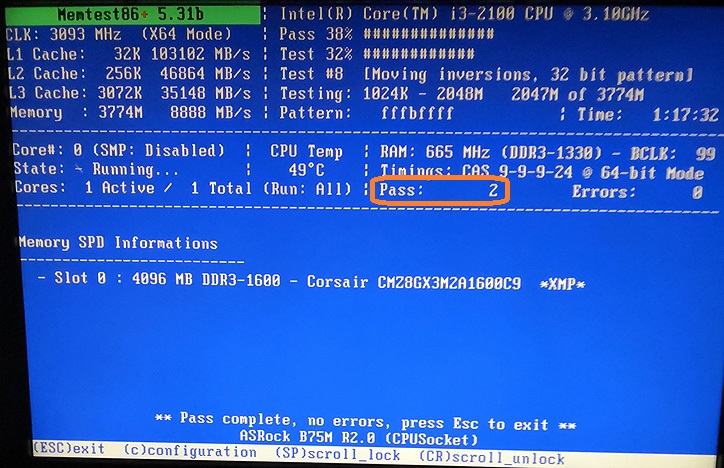 Memtest86+ 5.31b | Intel(R) Core(TM) i3-2100 CPU @ 3.10GHz
CLK: 3093 MHz (X64 Mode) | Pass 38% ##############
L1 Cache: 32K 103102 MB/s | Test 32% ############
L2 Cache: 256K 46864 MB/s | Test #8 [Moving inversions, 32 bit pattern]
L3 Cache: 3072K 35148 MB/s | Testing: 1024K - 2048M 2047M of 3774M
Memory : 3774M 8888 MB/s | Pattern: fffbffff | Time: 1:17:32
Core#: 0 (SMP: Disabled) | CPU Temp | RAM: 665 MHz (DDR3-1330) - BCLK: 99
State: - Running... | 49°C | Timings: CAS 9-9-9-24 @ 64-bit Mode
Cores: 1 Active / 1 Total (Run: All) | Pass: 2 Errors: 0
Memory SPD Informations
--------------------------
- Slot 0 : 4096 MB DDR3-1600 - Corsair CM28GX3M2A1600C9 *XMP*
** Pass complete, no errors, press Esc to exit **
ASRock B75M R2.0 (CPUSocket)
(ESC)exit (c)configuration (SP)scroll_lock (CR)scroll_unlock